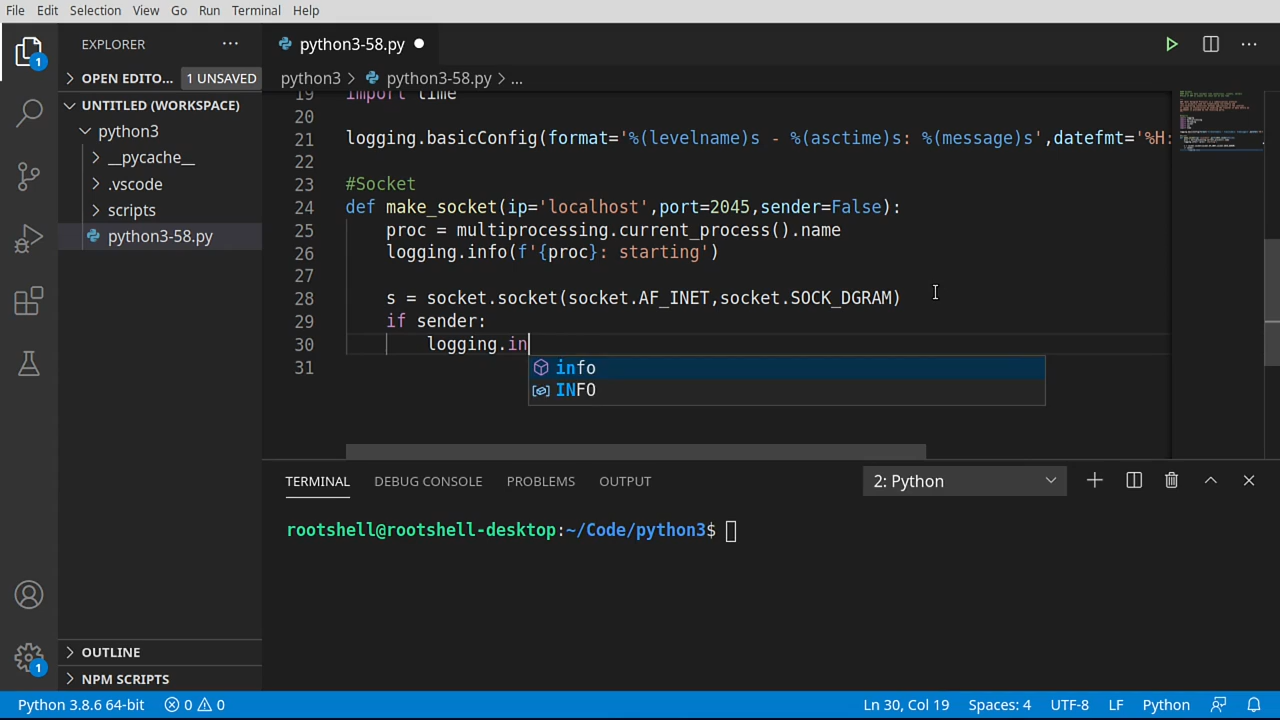 File Edit Selection View Go Run Terminal Help
EXPLORER
python3-58.py
OPEN EDITO... 1 UNSAVED
python3 > python3-58.py > ...
UNTITLED (WORKSPACE)
python3
__pycache__
.vscode
scripts
python3-58.py
19 import time
20
21 logging.basicConfig(format='%(levelname)s - %(asctime)s: %(message)s',datefmt='%H:
22
23 #Socket
24 def make_socket(ip='localhost',port=2045,sender=False):
25 proc = multiprocessing.current_process().name
26 logging.info(f'{proc}: starting')
27
28 s = socket.socket(socket.AF_INET,socket.SOCK_DGRAM)
29 if sender:
30 logging.in
31
info
INFO
TERMINAL DEBUG CONSOLE PROBLEMS OUTPUT 2: Python
rootshell@rootshell-desktop:~/Code/python3$
1
1
OUTLINE
NPM SCRIPTS
Python 3.8.6 64-bit 0 0 Ln 30, Col 19 Spaces: 4 UTF-8 LF Python